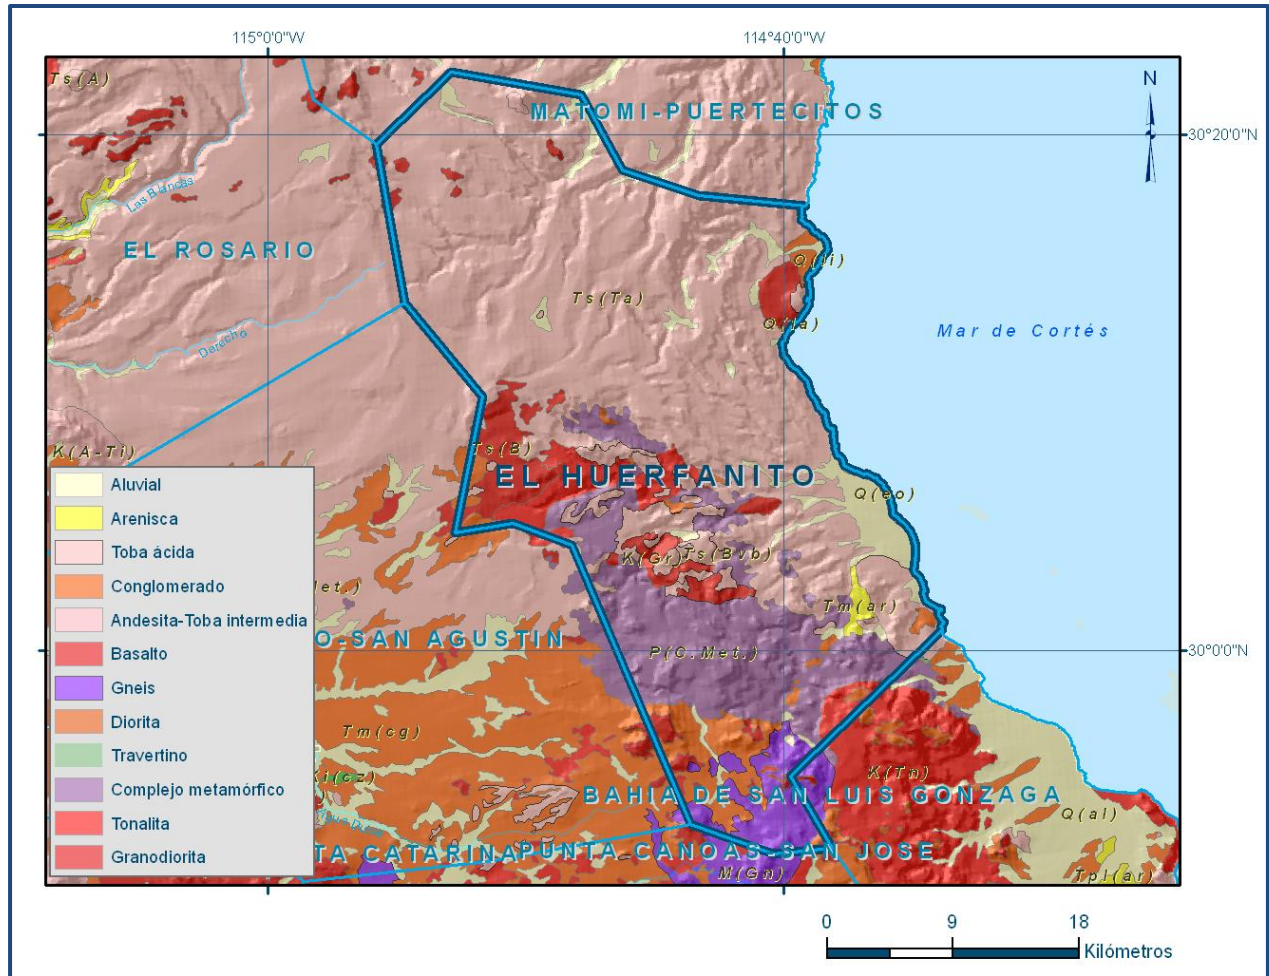 115°0'0"W
114°40'0"W
Ts(A)
N
MATOMI-PUERTECITOS
30°20'0"N
Las Blancas
EL ROSARIO
Q(li)
Ts(Ta)
Q(la)
Mar de Cortés
Derecho
K(A-Ti)
Ts(B)
EL HUERFANITO
Q(eo)
Aluvial
Arenisca
Toba ácida
Conglomerado
Andesita-Toba intermedia
Basalto
Gneis
Diorita
Travertino
Complejo metamórfico
Tonalita
Granodiorita
K(Gr)
Ts(Bvb)
et.)
Tm(ar)
O-SAN AGUSTIN
P(C.Met.)
30°0'0"N
Tm(cg)
Ki(cz)
K(Tn)
BAHIA DE SAN LUIS GONZAGA
Q(al)
TA CATARINA
PUNTA CANOAS-SAN JOSE
M(Gn)
Tpl(ar)
0 9 18
Kilómetros